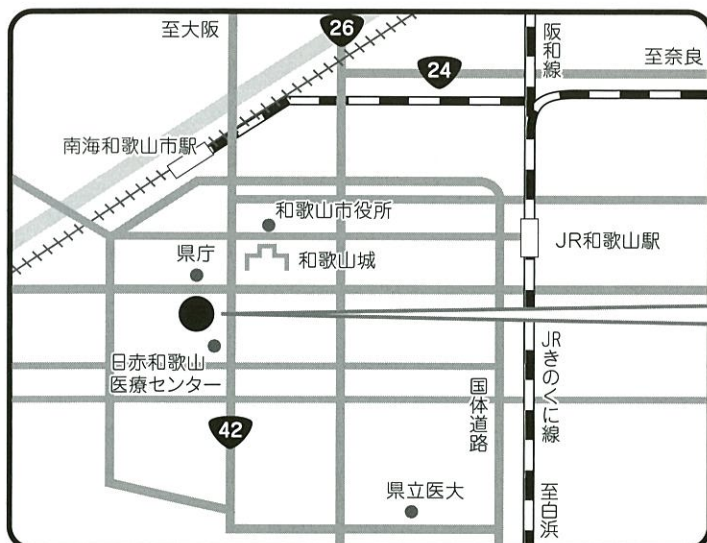 至大阪
26
24
阪和線
至奈良
南海和歌山市駅
和歌山市役所
JR和歌山駅
県庁
和歌山城
日赤和歌山
医療センター
JRきのくに線
国体道路
42
県立医大
至白浜